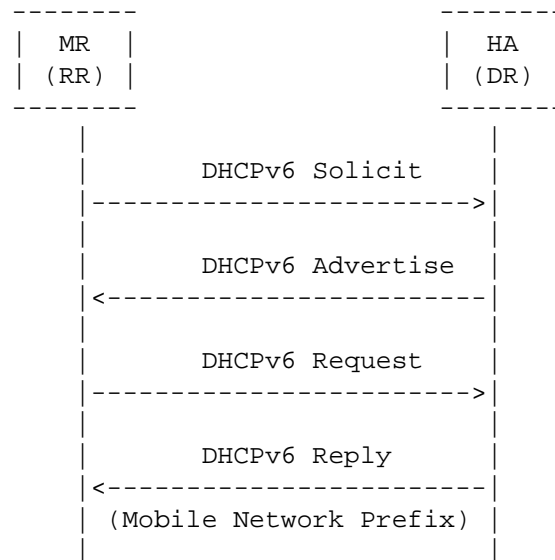 MR HA
(RR) (DR)
DHCPv6 Solicit
DHCPv6 Advertise
DHCPv6 Request
DHCPv6 Reply
(Mobile Network Prefix)